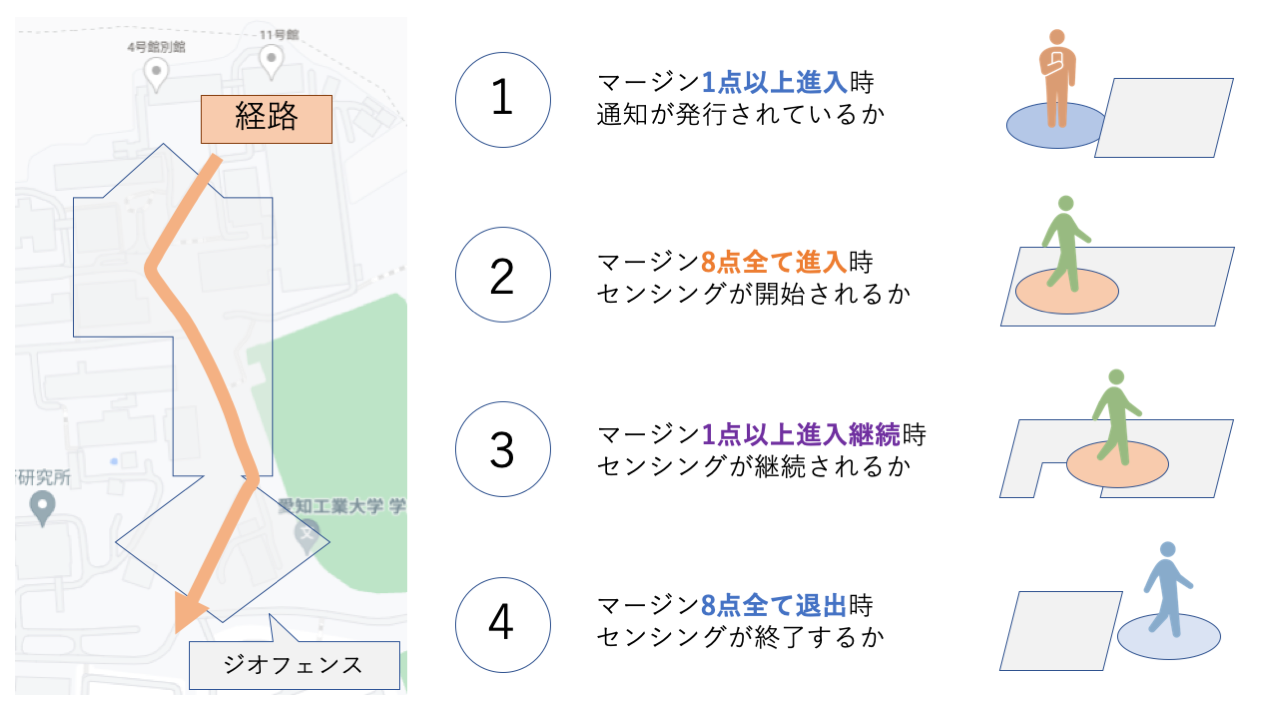 4号館別館
11号館
経路
研究所
愛知工業大学 学
文
ジオフェンス
1
マージン1点以上進入時
通知が発行されているか
2
マージン8点全て進入時
センシングが開始されるか
3
マージン1点以上進入継続時
センシングが継続されるか
4
マージン8点全て退出時
センシングが終了するか